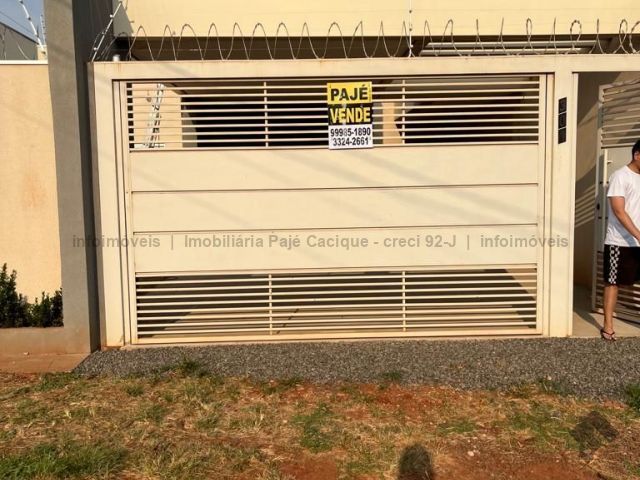 PAJÉ
VENDE
99985-1890
3324-2661
infoimóveis | Imobiliária Pajé Cacique - creci 92-J | infoimóveis